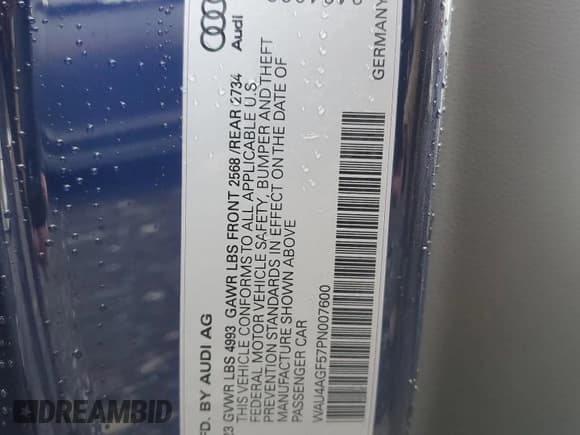 Audi
GERMANY
FD. BY AUDI AG
23 GVWR LBS 4993 GAWR LBS FRONT 2568 /REAR 2734
THIS VEHICLE CONFORMS TO ALL APPLICABLE U.S.
FEDERAL MOTOR VEHICLE SAFETY, BUMPER AND THEFT
PREVENTION STANDARDS IN EFFECT ON THE DATE OF
MANUFACTURE SHOWN ABOVE
PASSENGER CAR
WAU4AGF57PN007600
DREAMBID